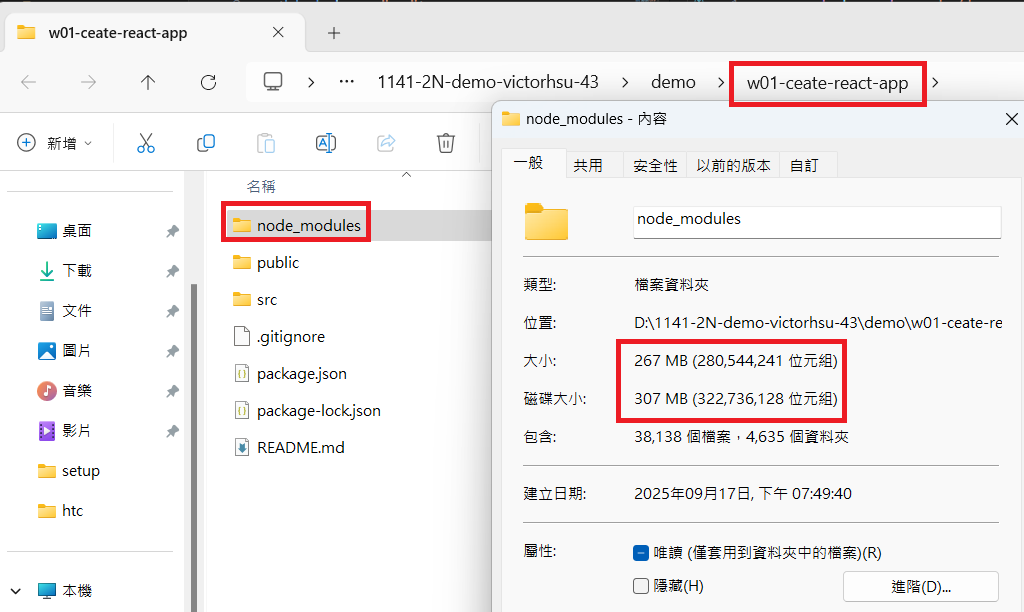 w01-ceate-react-app
1141-2N-demo-victorhsu-43
demo
w01-ceate-react-app
新增
名稱
桌面
下載
文件
圖片
音樂
影片
setup
htc
本機
node_modules
public
src
.gitignore
package.json
package-lock.json
README.md
node_modules - 內容
一般
共用
安全性
以前的版本
自訂
node_modules
類型:
檔案資料夾
位置:
D:\1141-2N-demo-victorhsu-43\demo\w01-ceate-re
大小:
267 MB (280,544,241 位元組)
磁碟大小:
307 MB (322,736,128 位元組)
包含:
38,138 個檔案，4,635 個資料夾
建立日期:
2025年09月17日, 下午 07:49:40
屬性:
唯讀 (僅套用到資料夾中的檔案)(R)
隱藏(H)
進階(D)...